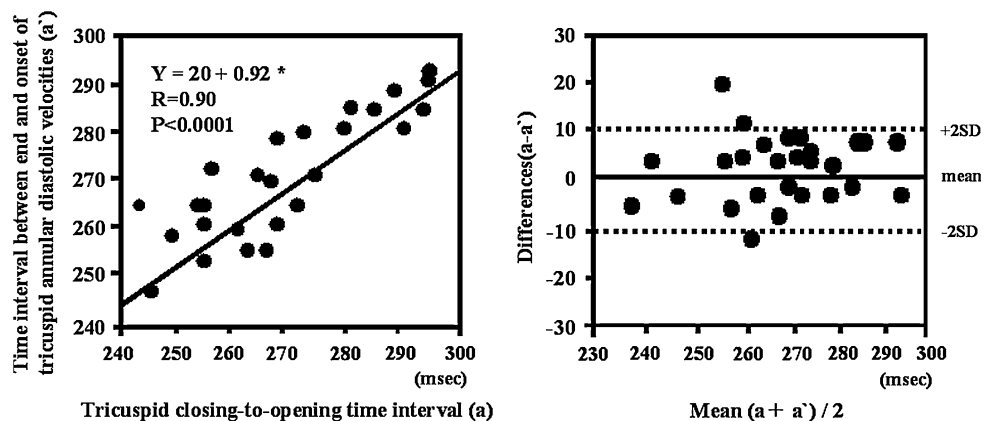 Time interval between end and onset of
tricuspid annular diastolic velocities (a`)
300
290
280
270
260
250
240
Y = 20 + 0.92 *
R=0.90
P<0.0001
240 250 260 270 280 290 300
(msec)
Tricuspid closing-to-opening time interval (a)
Differences(a-a`)
30
20
10
0
-10
-20
-30
+2SD
mean
-2SD
230 240 250 260 270 280 290 300
(msec)
Mean (a + a`) / 2